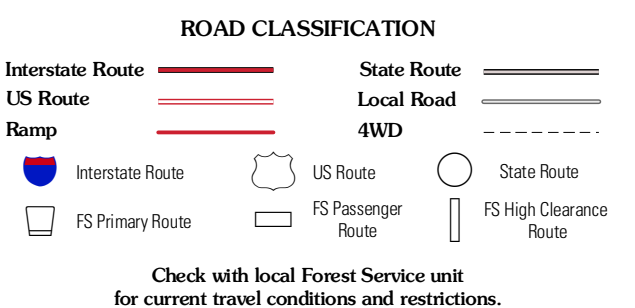 ROAD CLASSIFICATION
Interstate Route
State Route
US Route
Local Road
Ramp
4WD
Interstate Route
US Route
State Route
FS Primary Route
FS Passenger
Route
FS High Clearance
Route
Check with local Forest Service unit
for current travel conditions and restrictions.